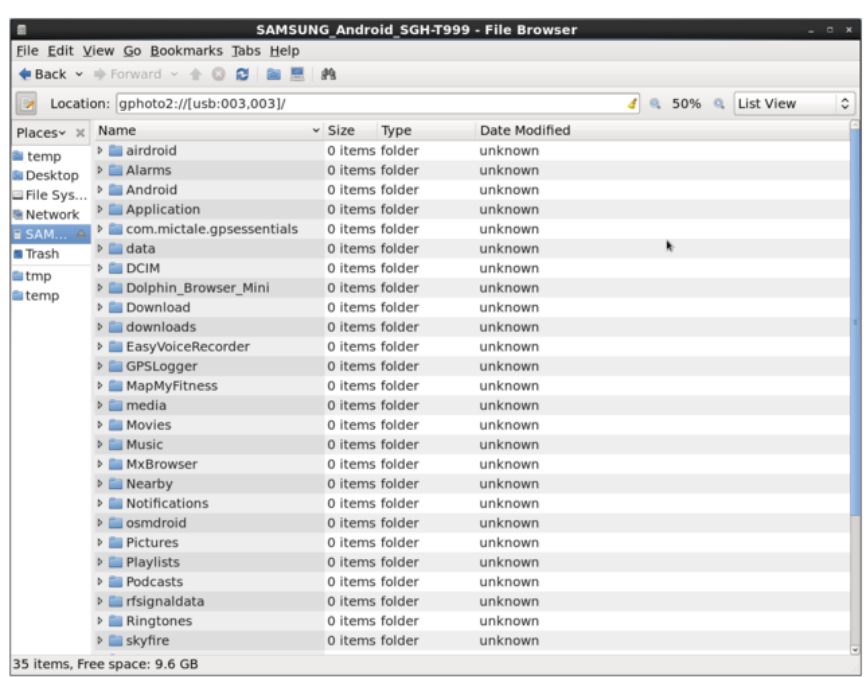 SAMSUNG_Android_SGH-T999 - File Browser
File Edit View Go Bookmarks Tabs Help
Back Forward
Location: gphoto2://[usb:003,003]/ 50% List View
Places Name Size Type Date Modified
airdroid 0 items folder unknown
temp
Alarms 0 items folder unknown
Desktop
Android 0 items folder unknown
File Sys...
Application 0 items folder unknown
Network
com.mictale.gpsessentials 0 items folder unknown
SAM...
data 0 items folder unknown
Trash
DCIM 0 items folder unknown
tmp
Dolphin_Browser_Mini 0 items folder unknown
temp
Download 0 items folder unknown
downloads 0 items folder unknown
EasyVoiceRecorder 0 items folder unknown
GPSLogger 0 items folder unknown
MapMyFitness 0 items folder unknown
media 0 items folder unknown
Movies 0 items folder unknown
Music 0 items folder unknown
MxBrowser 0 items folder unknown
Nearby 0 items folder unknown
Notifications 0 items folder unknown
osmdroid 0 items folder unknown
Pictures 0 items folder unknown
Playlists 0 items folder unknown
Podcasts 0 items folder unknown
rfsignaldata 0 items folder unknown
Ringtones 0 items folder unknown
skyfire 0 items folder unknown
35 items, Free space: 9.6 GB